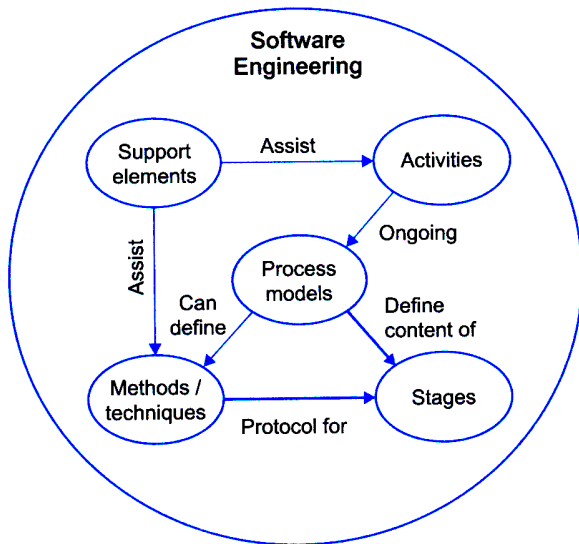 Software
Engineering
Support
elements
Assist
Activities
Assist
Ongoing
Process
models
Can
define
Define
content of
Methods /
techniques
Protocol for
Stages